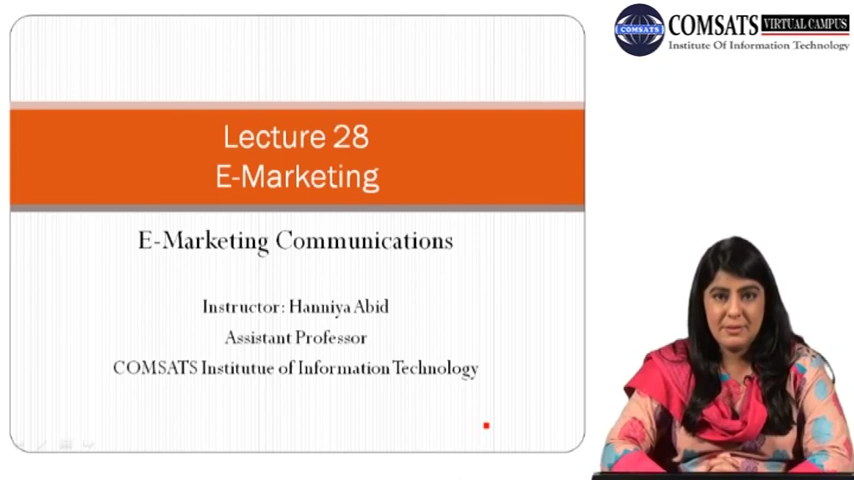 COMSATS VIRTUAL CAMPUS
COMSATS
Institute Of Information Technology
Lecture 28
E-Marketing
E-Marketing Communications
Instructor: Hanniya Abid
Assistant Professor
COMSATS Institutue of Information Technology